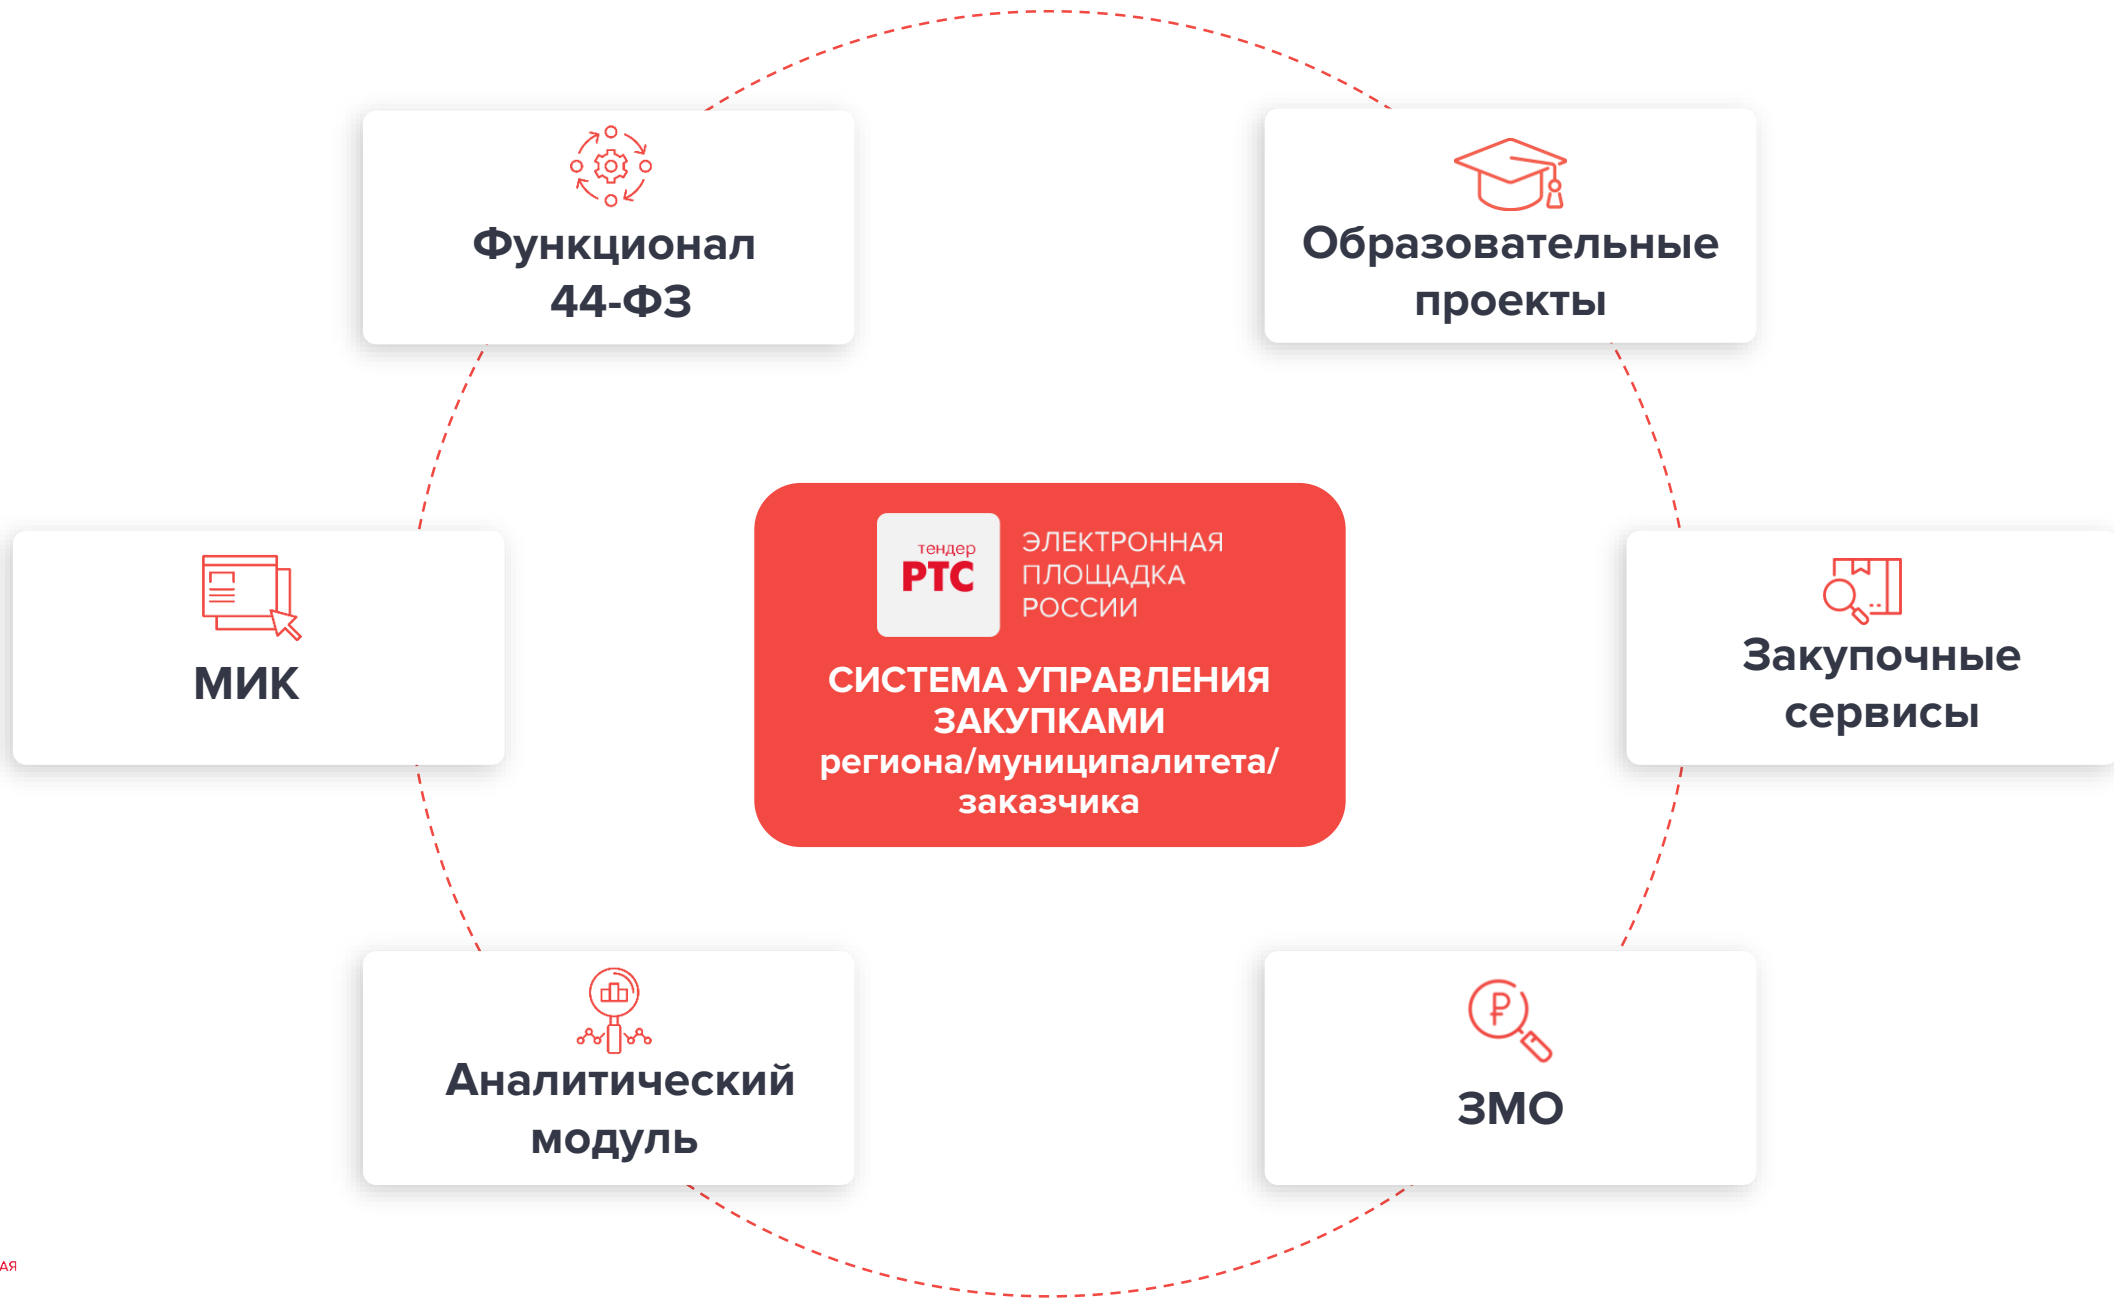 Функционал
44-ФЗ
Образовательные
проекты
МИК
тендер
РТС
ЭЛЕКТРОННАЯ
ПЛОЩАДКА
РОССИИ
СИСТЕМА УПРАВЛЕНИЯ
ЗАКУПКАМИ
региона/муниципалитета/
заказчика
Закупочные
сервисы
Аналитический
модуль
ЗМО
АЯ